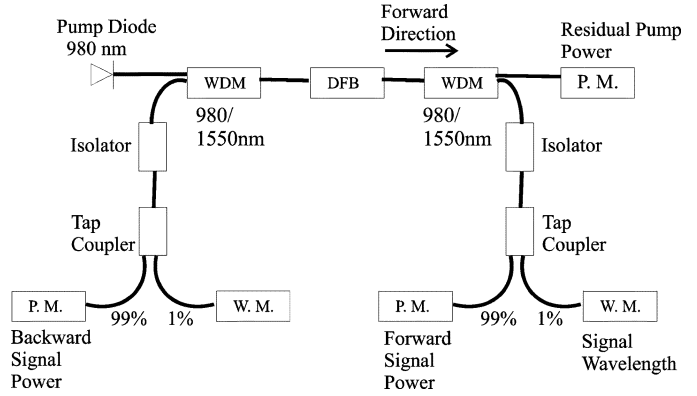 Pump Diode
980 nm
Forward
Direction
Residual Pump
Power
WDM
DFB
WDM
P. M.
980/
1550nm
980/
1550nm
Isolator
Isolator
Tap
Coupler
Tap
Coupler
P. M.
99%
1%
W. M.
P. M.
99%
1%
W. M.
Backward
Signal
Power
Forward
Signal
Power
Signal
Wavelength